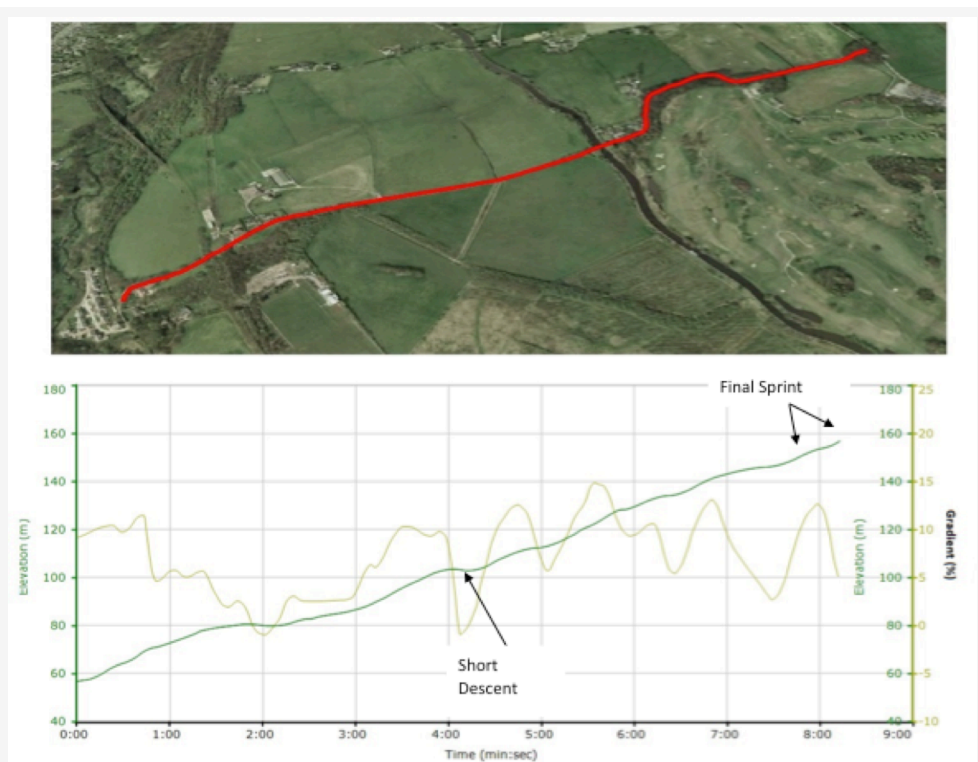 Final Sprint
180 180 25
160 160 20
140 140 15
120 120 10
100 100 5
80 80 0
60 60 -5
40 40 -10
Elevation (m)
Elevation (m)
Gradient (%)
Short
Descent
0:00 1:00 2:00 3:00 4:00 5:00 6:00 7:00 8:00 9:00
Time (min:sec)